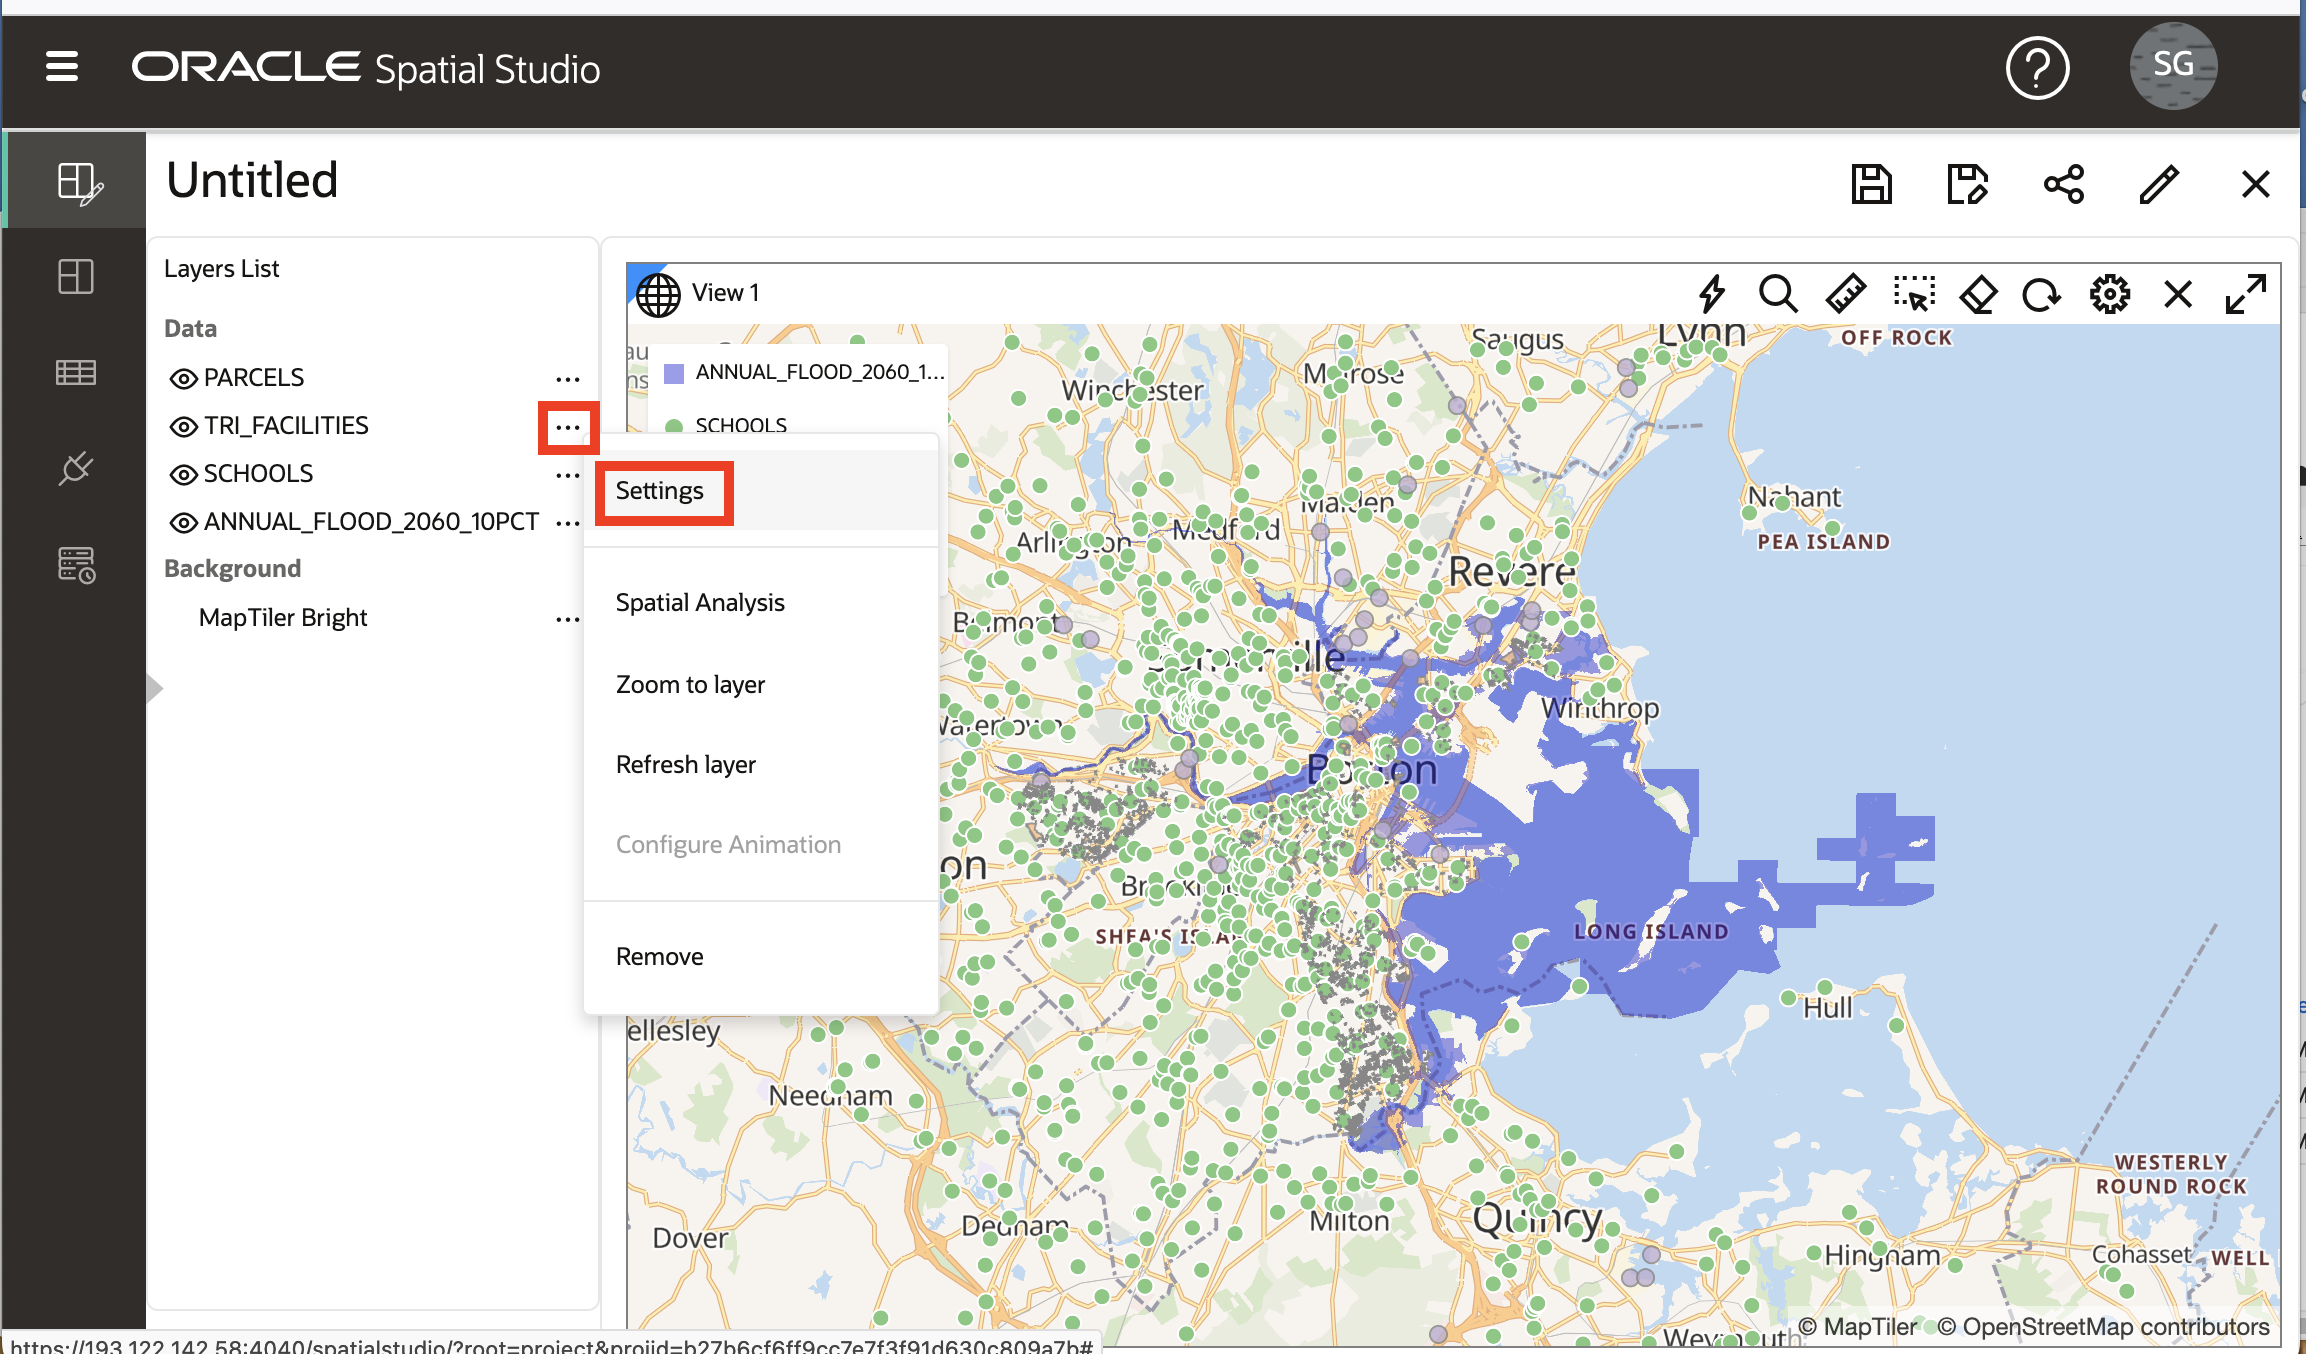 ORACLE Spatial Studio
SG
Untitled
Layers List
Data
PARCELS
TRI_FACILITIES
SCHOOLS
ANNUAL_FLOOD_2060_10PCT
Background
MapTiler Bright
View 1
ANNUAL_FLOOD_2060_1...
SCHOOLS
Settings
Spatial Analysis
Zoom to layer
Refresh layer
Configure Animation
Remove
Saugus
Lynn
OFF ROCK
Winchester
Melrose
Malden
Nahant
Medford
Arlington
PEA ISLAND
Revere
Belmont
Somerville
Winthrop
Watertown
Boston
on
Brookline
SHEA'S ISLAND
LONG ISLAND
Hull
ellesley
Needham
WESTERLY
ROUND ROCK
Dedham
Milton
Quincy
Dover
Hingham
Cohasset
WELL
Weymouth
© MapTiler © OpenStreetMap contributors
https://193.122.142.58:4040/spatialstudio/?root=project&projid=b27b6cf6ff9cc7e7f3f91d630c809a7b#